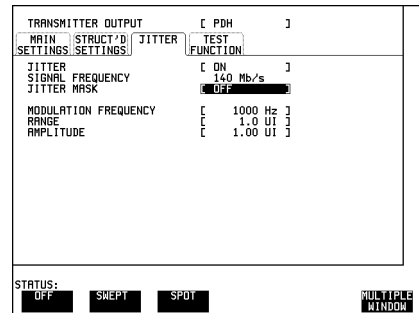 TRANSMITTER OUTPUT [ PDH ]
MAIN SETTINGS STRUCT'D SETTINGS JITTER TEST FUNCTION
JITTER [ ON ]
SIGNAL FREQUENCY 140 Mb/s
JITTER MASK [ OFF ]
MODULATION FREQUENCY [ 1000 Hz ]
RANGE [ 1.0 UI ]
AMPLITUDE [ 1.00 UI ]
STATUS:
OFF SWEPT SPOT MULTIPLE WINDOW